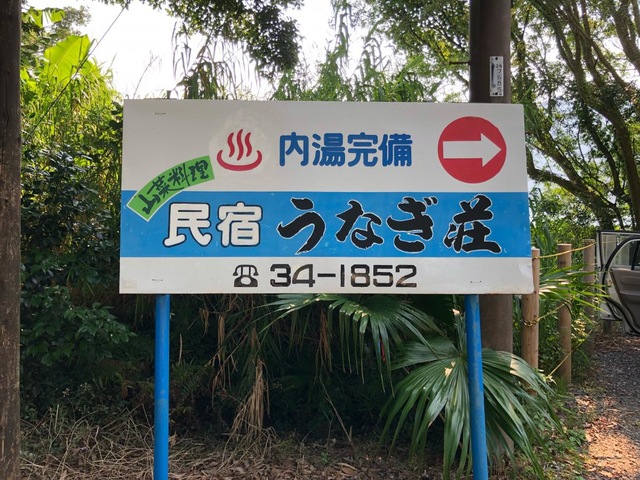 内湯完備
山菜料理
民宿 うなぎ荘
34-1852